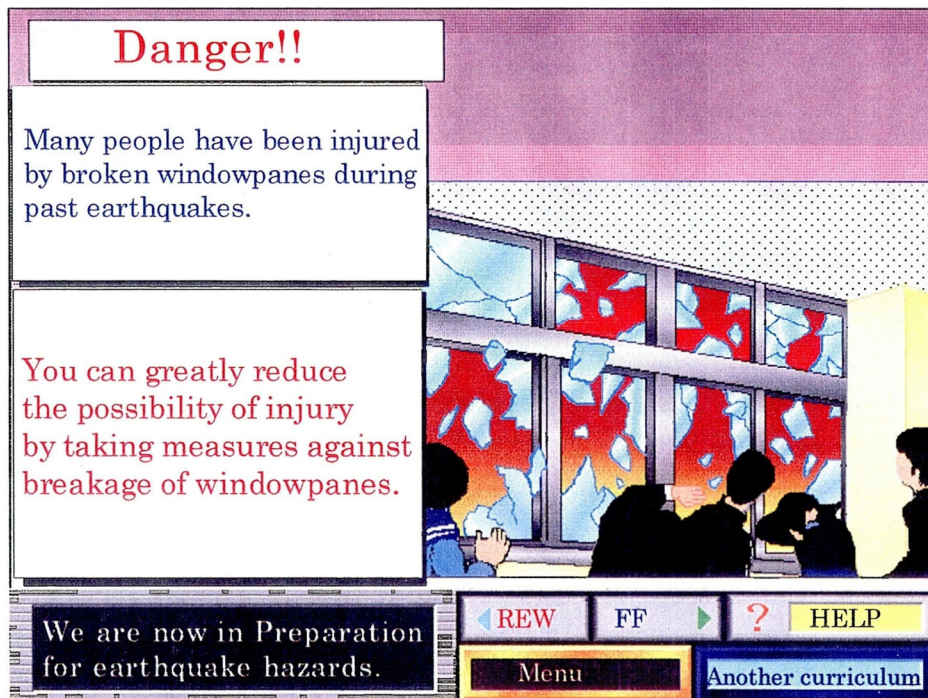 Danger!!
Many people have been injured
by broken windowpanes during
past earthquakes.
You can greatly reduce
the possibility of injury
by taking measures against
breakage of windowpanes.
We are now in Preparation
for earthquake hazards.
REW
FF
? HELP
Menu
Another curriculum